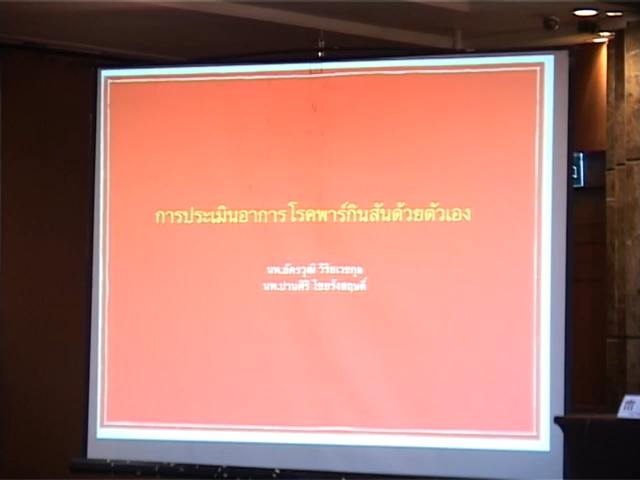 การประเมินอาการโรคพาร์กินสันด้วยตัวเอง
นพ.อัครวุฒิ วิริยเวชกุล
นพ.ปานศิริ ไชยรังสฤษดิ์